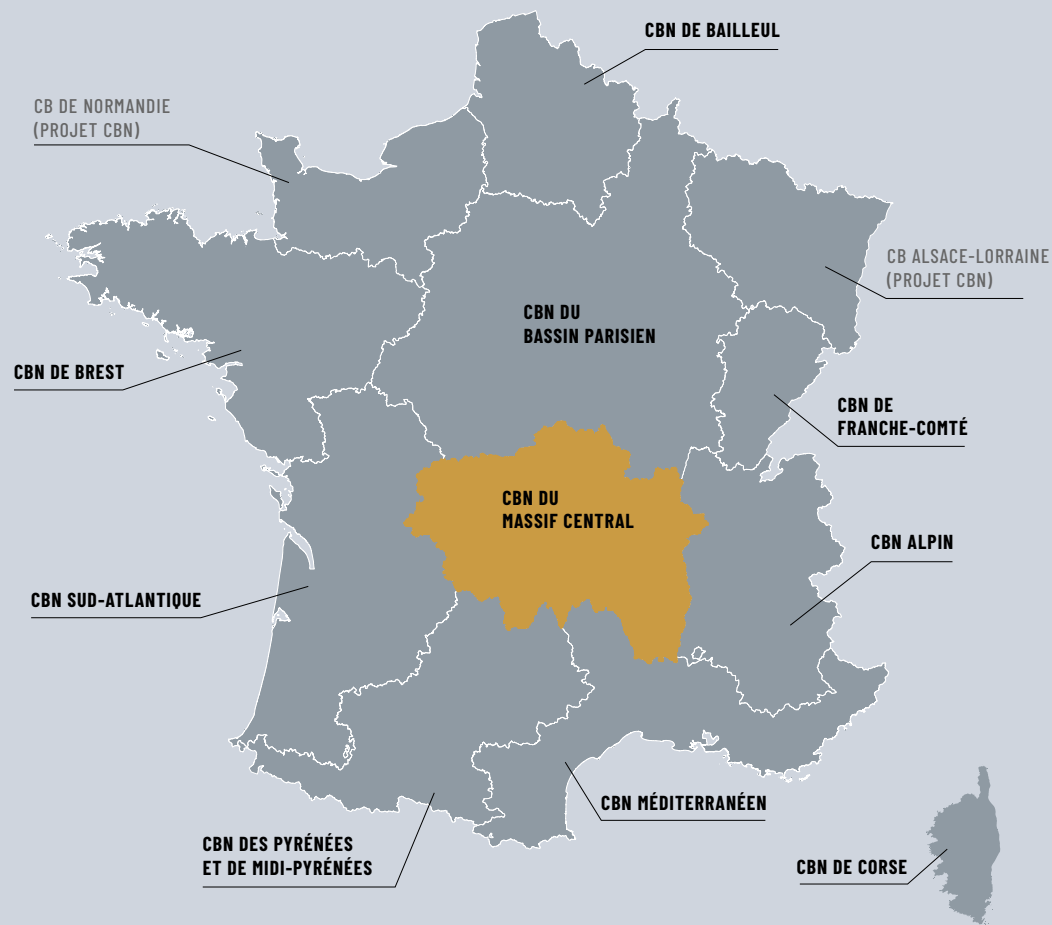 CBN DE BAILLEUL
CB DE NORMANDIE
(PROJET CBN)
CB ALSACE-LORRAINE
(PROJET CBN)
CBN DU
BASSIN PARISIEN
CBN DE BREST
CBN DE
FRANCHE-COMTÉ
CBN DU
MASSIF CENTRAL
CBN ALPIN
CBN SUD-ATLANTIQUE
CBN MÉDITERRANÉEN
CBN DES PYRÉNÉES
ET DE MIDI-PYRÉNÉES
CBN DE CORSE